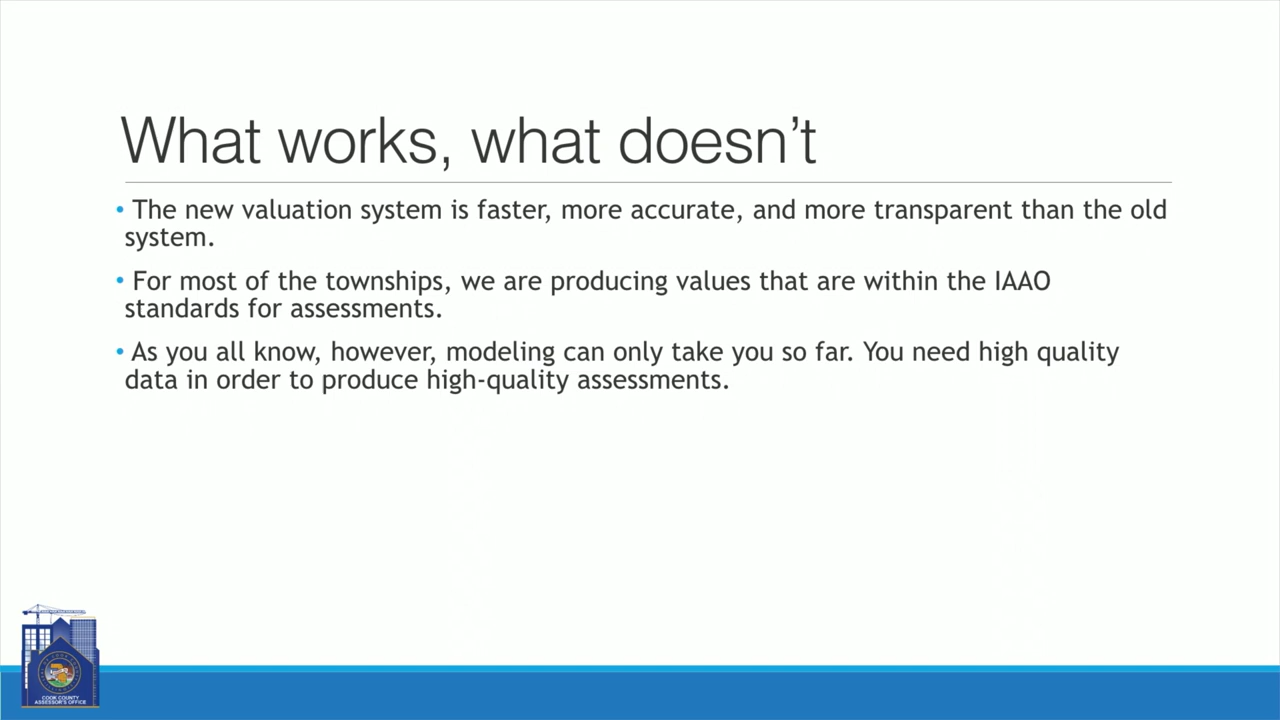 What works, what doesn’t
• The new valuation system is faster, more accurate, and more transparent than the old
system.
• For most of the townships, we are producing values that are within the IAAO
standards for assessments.
• As you all know, however, modeling can only take you so far. You need high quality
data in order to produce high-quality assessments.
COOK COUNTY
ASSESSOR'S OFFICE